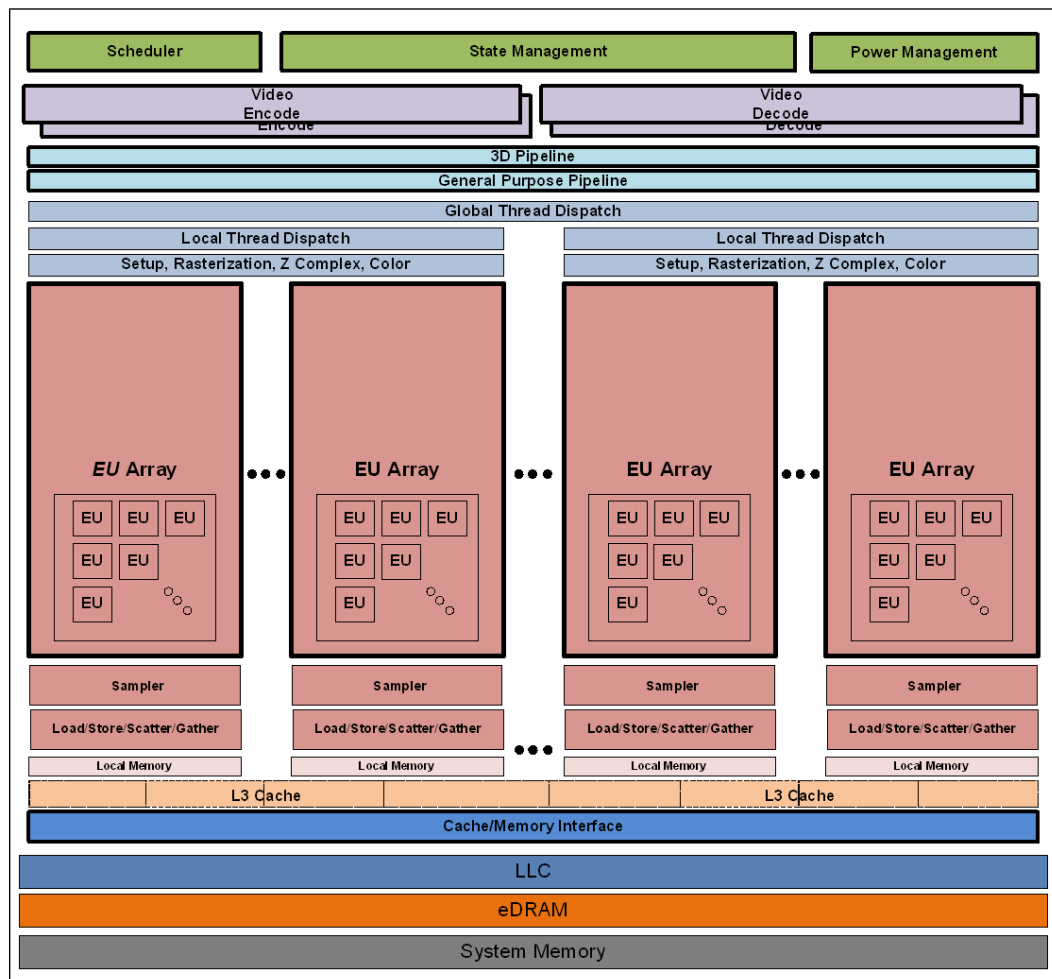 Scheduler
State Management
Power Management
Video
Encode
Encode
Video
Decode
Decode
3D Pipeline
General Purpose Pipeline
Global Thread Dispatch
Local Thread Dispatch
Local Thread Dispatch
Setup, Rasterization, Z Complex, Color
Setup, Rasterization, Z Complex, Color
EU Array
EU Array
EU Array
EU Array
EU EU EU
EU EU
EU
EU EU EU
EU EU
EU
EU EU EU
EU EU
EU
EU EU EU
EU EU
EU
Sampler
Sampler
Sampler
Sampler
Load/Store/Scatter/Gather
Load/Store/Scatter/Gather
Load/Store/Scatter/Gather
Load/Store/Scatter/Gather
Local Memory
Local Memory
Local Memory
Local Memory
L3 Cache
L3 Cache
Cache/Memory Interface
LLC
eDRAM
System Memory